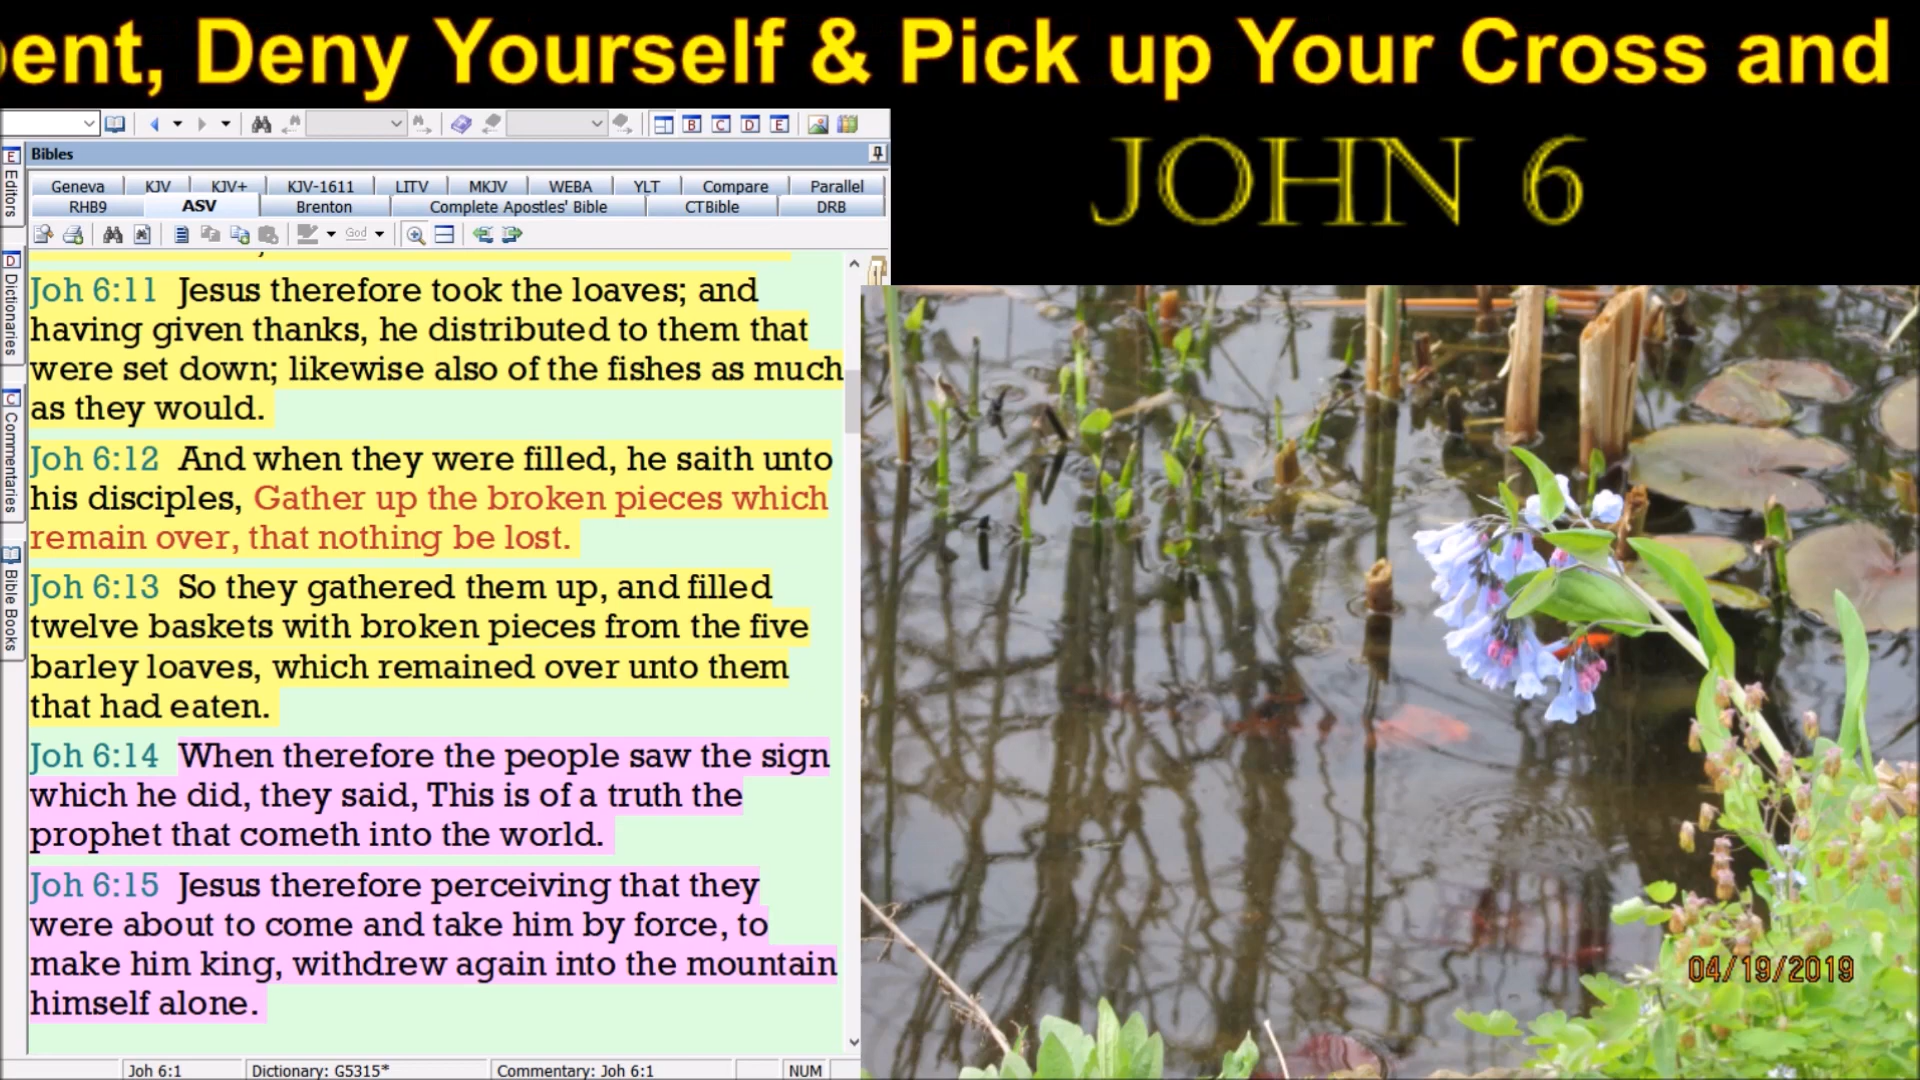 ent, Deny Yourself & Pick up Your Cross and
JOHN 6
B C D E
Bibles
Geneva KJV KJV+ KJV-1611 LITV MKJV WEBA YLT Compare Parallel
RHB9 ASV Brenton Complete Apostles' Bible CTBible DRB
God
E Editors
D Dictionaries
C Commentaries
Bible Books
Joh 6:11 Jesus therefore took the loaves; and
having given thanks, he distributed to them that
were set down; likewise also of the fishes as much
as they would.
Joh 6:12 And when they were filled, he saith unto
his disciples, Gather up the broken pieces which
remain over, that nothing be lost.
Joh 6:13 So they gathered them up, and filled
twelve baskets with broken pieces from the five
barley loaves, which remained over unto them
that had eaten.
Joh 6:14 When therefore the people saw the sign
which he did, they said, This is of a truth the
prophet that cometh into the world.
Joh 6:15 Jesus therefore perceiving that they
were about to come and take him by force, to
make him king, withdrew again into the mountain
himself alone.
04/19/2019
Joh 6:1 Dictionary: G5315* Commentary: Joh 6:1 NUM